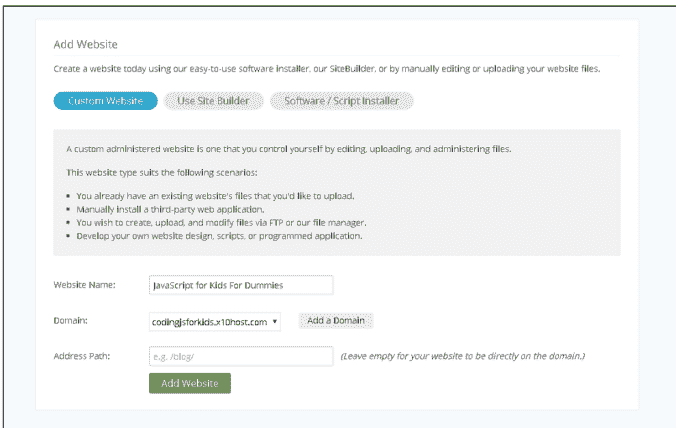 Add Website
Create a website today using our easy-to-use software installer, our SiteBuilder, or by manually editing or uploading your website files.
Custom Website Use Site Builder Software / Script Installer
A custom administered website is one that you control yourself by editing, uploading, and administering files.
This website type suits the following scenarios:
▪ You already have an existing website's files that you'd like to upload.
▪ Manually install a third-party web application.
▪ You wish to create, upload, and modify files via FTP or our file manager.
▪ Develop your own website design, scripts, or programmed application.
Website Name: JavaScript for Kids For Dummies
Domain: codingjsforkids.x10host.com Add a Domain
Address Path: e.g. /blog/ (Leave empty for your website to be directly on the domain.)
Add Website